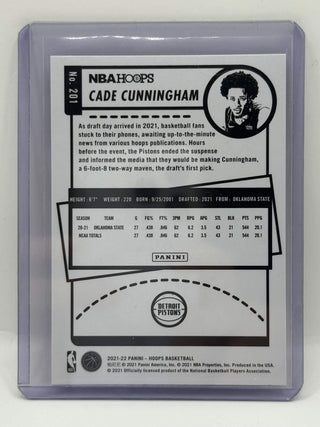 No. 201
NBA HOOPS
CADE CUNNINGHAM
As draft day arrived in 2021, basketball fans
stuck to their phones, awaiting up-to-the-minute
news from various hoops publications. Hours
before the event, the Pistons ended the suspense
and informed the media that they would be making Cunningham,
a 6-foot-8 two-way maven, the draft's first pick.
HEIGHT: 6'7" WEIGHT: 220 BORN: 9/25/2001 DRAFTED: 2021 FROM: OKLAHOMA STATE
SEASON TEAM G FG% FT% 3PM RPG APG STL BLK PTS PPG
20-21 OKLAHOMA STATE 27 .438 .846 62 6.2 3.5 43 21 544 20.1
NCAA TOTALS 27 .438 .846 62 6.2 3.5 43 21 544 20.1
PANINI
DETROIT
PISTONS
2021-22 PANINI - HOOPS BASKETBALL
© 2021 Panini America, Inc. © 2021 NBA Properties, Inc. Produced in the USA.
© 2021 Officially licensed product of the National Basketball Players Association.